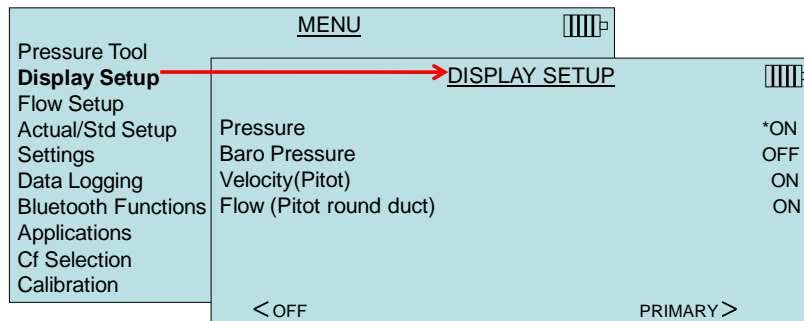 MENU
Pressure Tool
Display Setup
Flow Setup
Actual/Std Setup
Settings
Data Logging
Bluetooth Functions
Applications
Cf Selection
Calibration
DISPLAY SETUP
Pressure *ON
Baro Pressure OFF
Velocity(Pitot) ON
Flow (Pitot round duct) ON
<OFF PRIMARY>